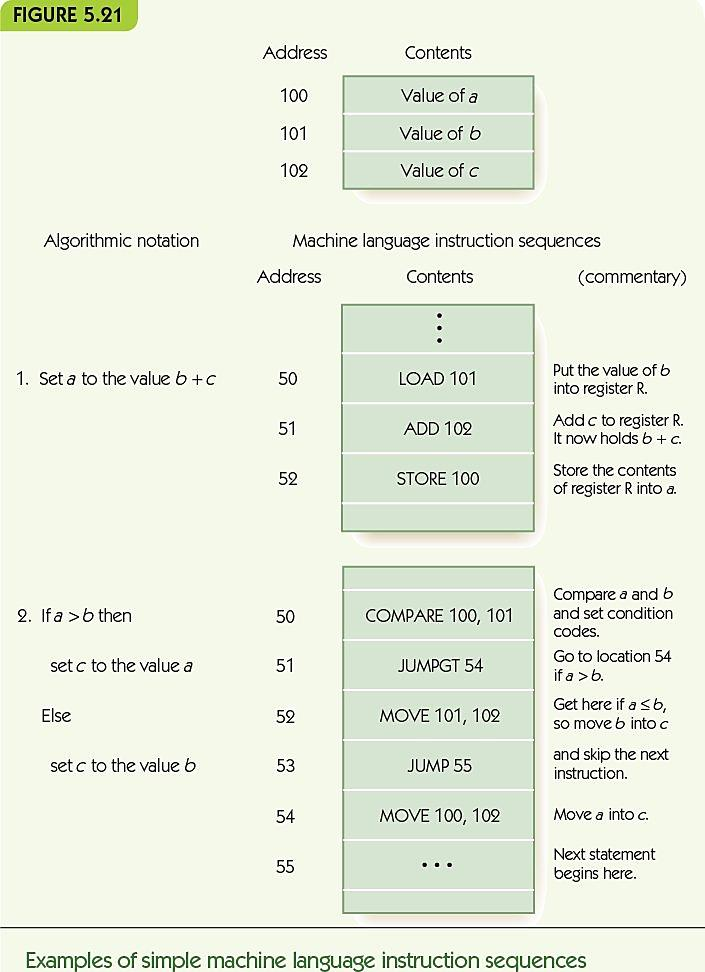 FIGURE 5.21
Address Contents
100 Value of a
101 Value of b
102 Value of c
Algorithmic notation Machine language instruction sequences
Address Contents (commentary)
1. Set a to the value b + c 50 LOAD 101 Put the value of b
into register R.
51 ADD 102 Add c to register R.
It now holds b + c.
52 STORE 100 Store the contents
of register R into a.
2. If a > b then 50 COMPARE 100, 101 Compare a and b
and set condition
codes.
set c to the value a 51 JUMPGT 54 Go to location 54
if a > b.
Else 52 MOVE 101, 102 Get here if a ≤ b,
so move b into c
set c to the value b 53 JUMP 55 and skip the next
instruction.
54 MOVE 100, 102 Move a into c.
55 • • • Next statement
begins here.
Examples of simple machine language instruction sequences